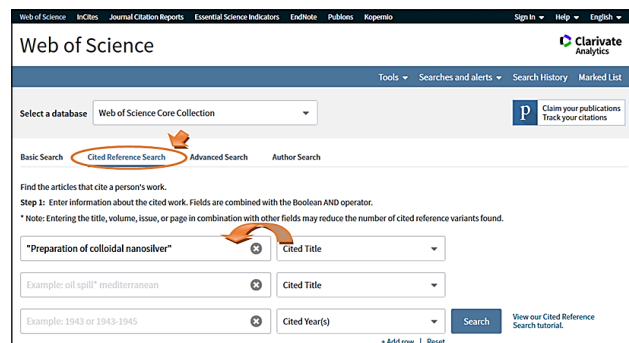 Web of Science InCites Journal Citation Reports Essential Science Indicators EndNote Publons Kopernio Sign In Help English
Web of Science
Clarivate
Analytics
Tools Searches and alerts Search History Marked List
Select a database Web of Science Core Collection
p Claim your publications
Track your citations
Basic Search Cited Reference Search Advanced Search Author Search
Find the articles that cite a person's work.
Step 1: Enter information about the cited work. Fields are combined with the Boolean AND operator.
* Note: Entering the title, volume, issue, or page in combination with other fields may reduce the number of cited reference variants found.
"Preparation of colloidal nanosilver" Cited Title
Example: oil spill* mediterranean Cited Title
Example: 1943 or 1943-1945 Cited Year(s) Search View our Cited Reference
Search tutorial.
+ Add row | Reset